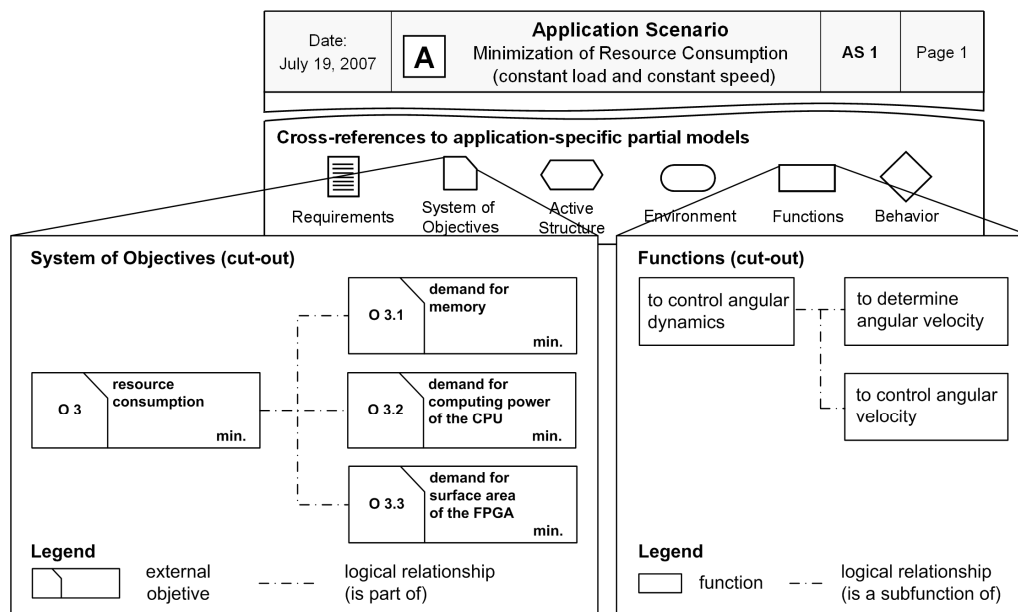 Date:
July 19, 2007
A
Application Scenario
Minimization of Resource Consumption
(constant load and constant speed)
AS 1
Page 1
Cross-references to application-specific partial models
Requirements
System of
Objectives
Active
Structure
Environment
Functions
Behavior
System of Objectives (cut-out)
O 3
resource
consumption
min.
O 3.1
demand for
memory
min.
O 3.2
demand for
computing power
of the CPU
min.
O 3.3
demand for
surface area
of the FPGA
min.
Legend
external
objetive
logical relationship
(is part of)
Functions (cut-out)
to control angular
dynamics
to determine
angular velocity
to control angular
velocity
Legend
function
logical relationship
(is a subfunction of)